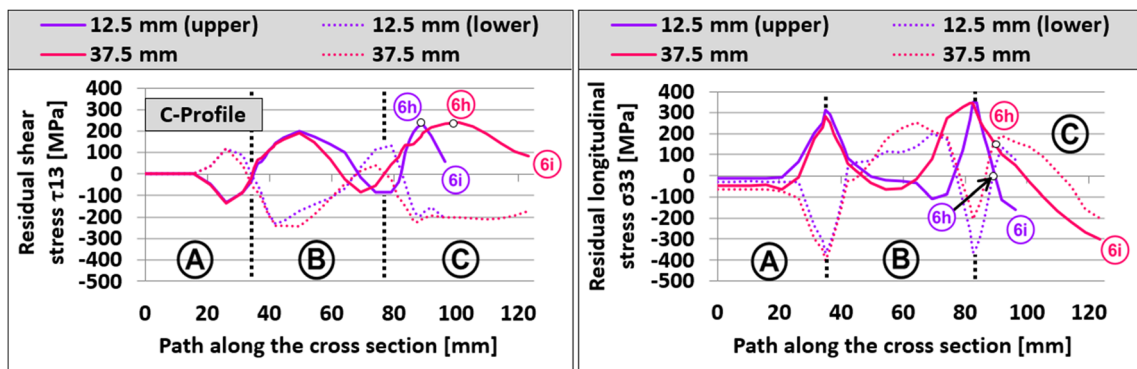 12.5 mm (upper) 12.5 mm (lower)
37.5 mm 37.5 mm
Residual shear
stress τ13 [MPa]
400
300
200
100
0
-100
-200
-300
-400
-500
C-Profile
6h
6h
6i
6i
A
B
C
0 20 40 60 80 100 120
Path along the cross section [mm]
12.5 mm (upper) 12.5 mm (lower)
37.5 mm 37.5 mm
Residual longitudinal
stress σ33 [MPa]
400
300
200
100
0
-100
-200
-300
-400
-500
6h
C
6h
6i
6i
A
B
0 20 40 60 80 100 120
Path along the cross section [mm]